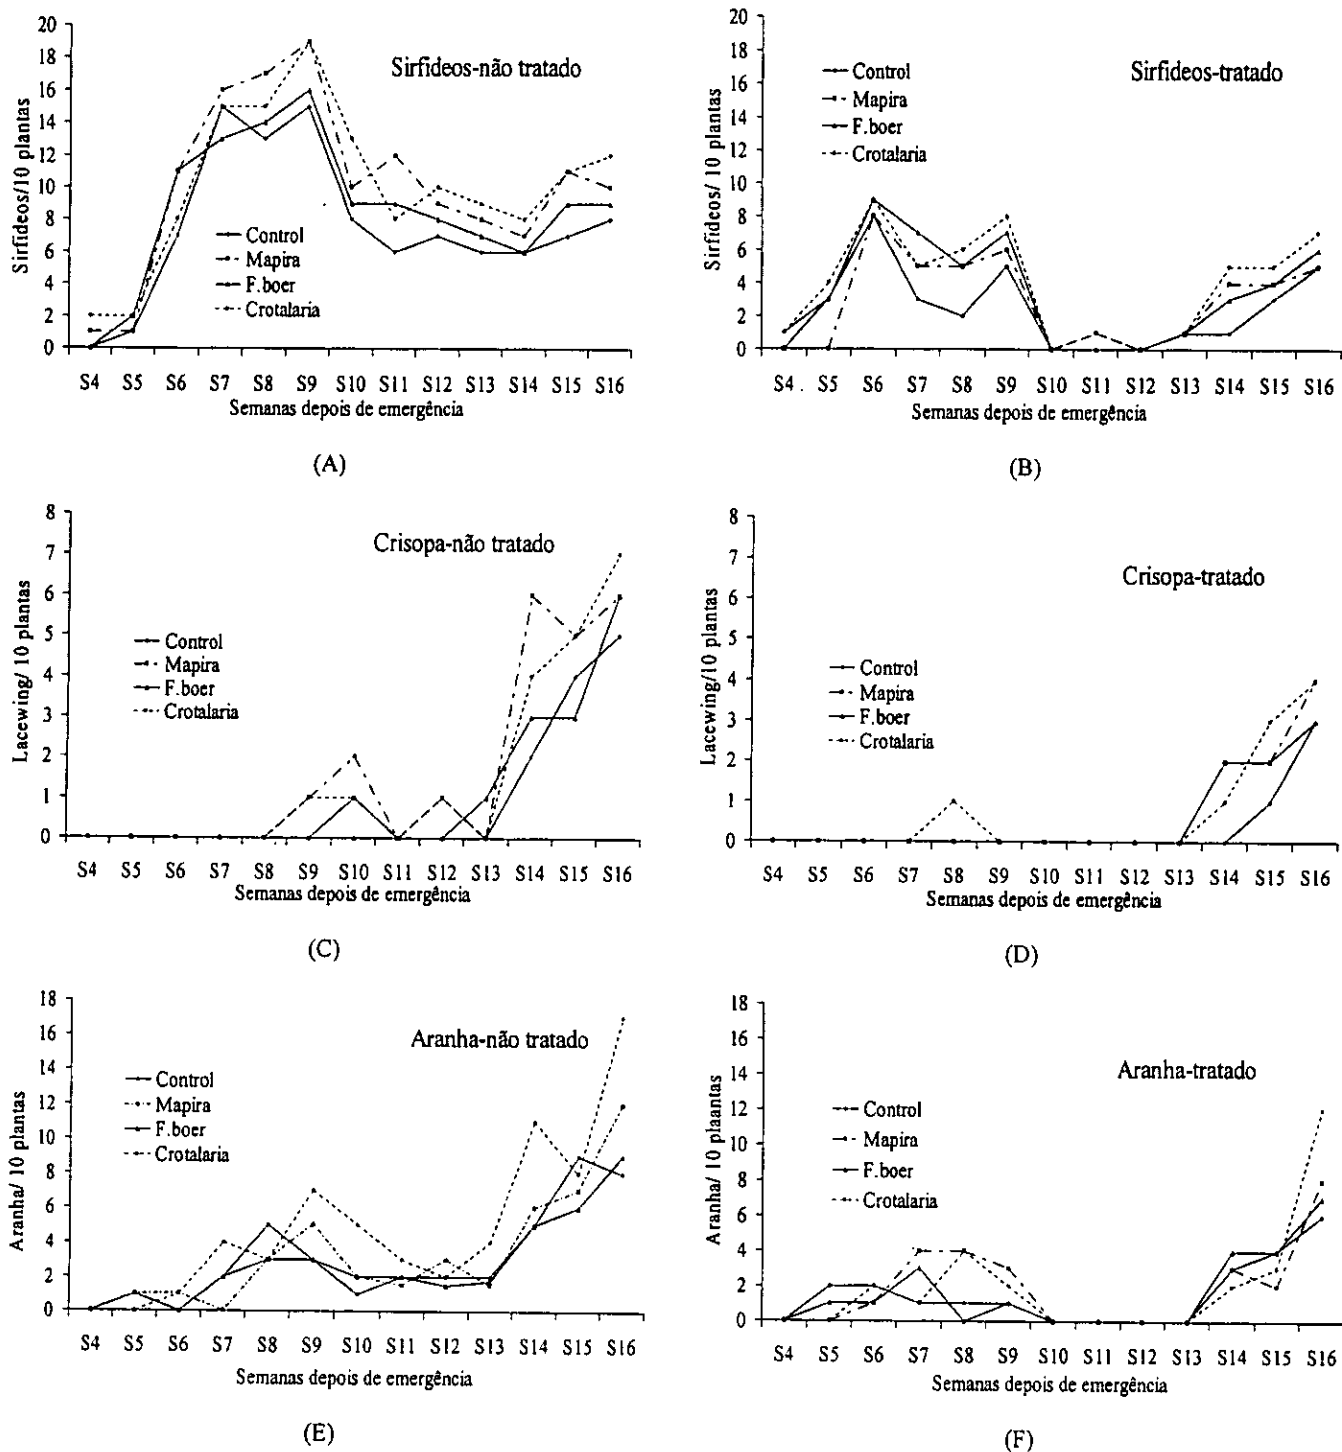 Sirfideos-não tratado
Sirfideos/10 plantas
20
18
16
14
12
10
8
6
4
2
0
Control
Mapira
F.boer
Crotalaria
S4 S5 S6 S7 S8 S9 S10 S11 S12 S13 S14 S15 S16
Semanas depois de emergência
(A)
Sirfideos-tratado
Sirfideos/ 10 plantas
20
18
16
14
12
10
8
6
4
2
0
Control
Mapira
F.boer
Crotalaria
S4 S5 S6 S7 S8 S9 S10 S11 S12 S13 S14 S15 S16
Semanas depois de emergência
(B)
Crisopa-não tratado
Lacewing/ 10 plantas
8
7
6
5
4
3
2
1
0
Control
Mapira
F.boer
Crotalaria
S4 S5 S6 S7 S8 S9 S10 S11 S12 S13 S14 S15 S16
Semanas depois de emergência
(C)
Crisopa-tratado
Lacewing/10 plantas
8
7
6
5
4
3
2
1
0
Control
Mapira
F.boer
Crotalaria
S4 S5 S6 S7 S8 S9 S10 S11 S12 S13 S14 S15 S16
Semanas depois de emergência
(D)
Aranha-não tratado
Aranha/ 10 plantas
18
16
14
12
10
8
6
4
2
0
Control
Mapira
F.boer
Crotalaria
S4 S5 S6 S7 S8 S9 S10 S11 S12 S13 S14 S15 S16
Semanas depois de emergência
(E)
Aranha-tratado
Aranha/ 10 plaantas
18
16
14
12
10
8
6
4
2
0
Control
Mapira
F.boer
Crotalaria
S4 S5 S6 S7 S8 S9 S10 S11 S12 S13 S14 S15 S16
Semanas depois de emergência
(F)